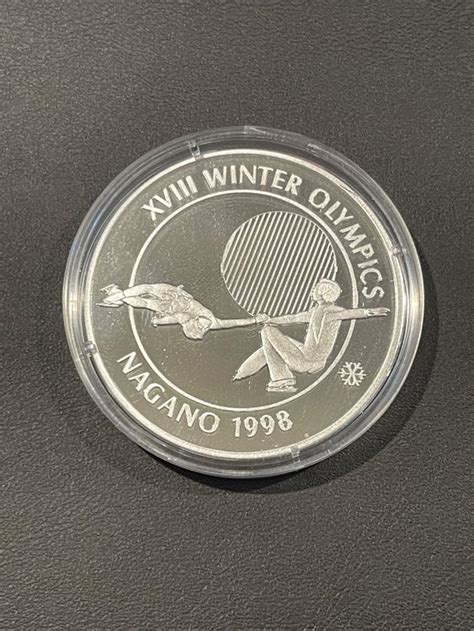 XVIII WINTER OLYMPICS
NAGANO 1998